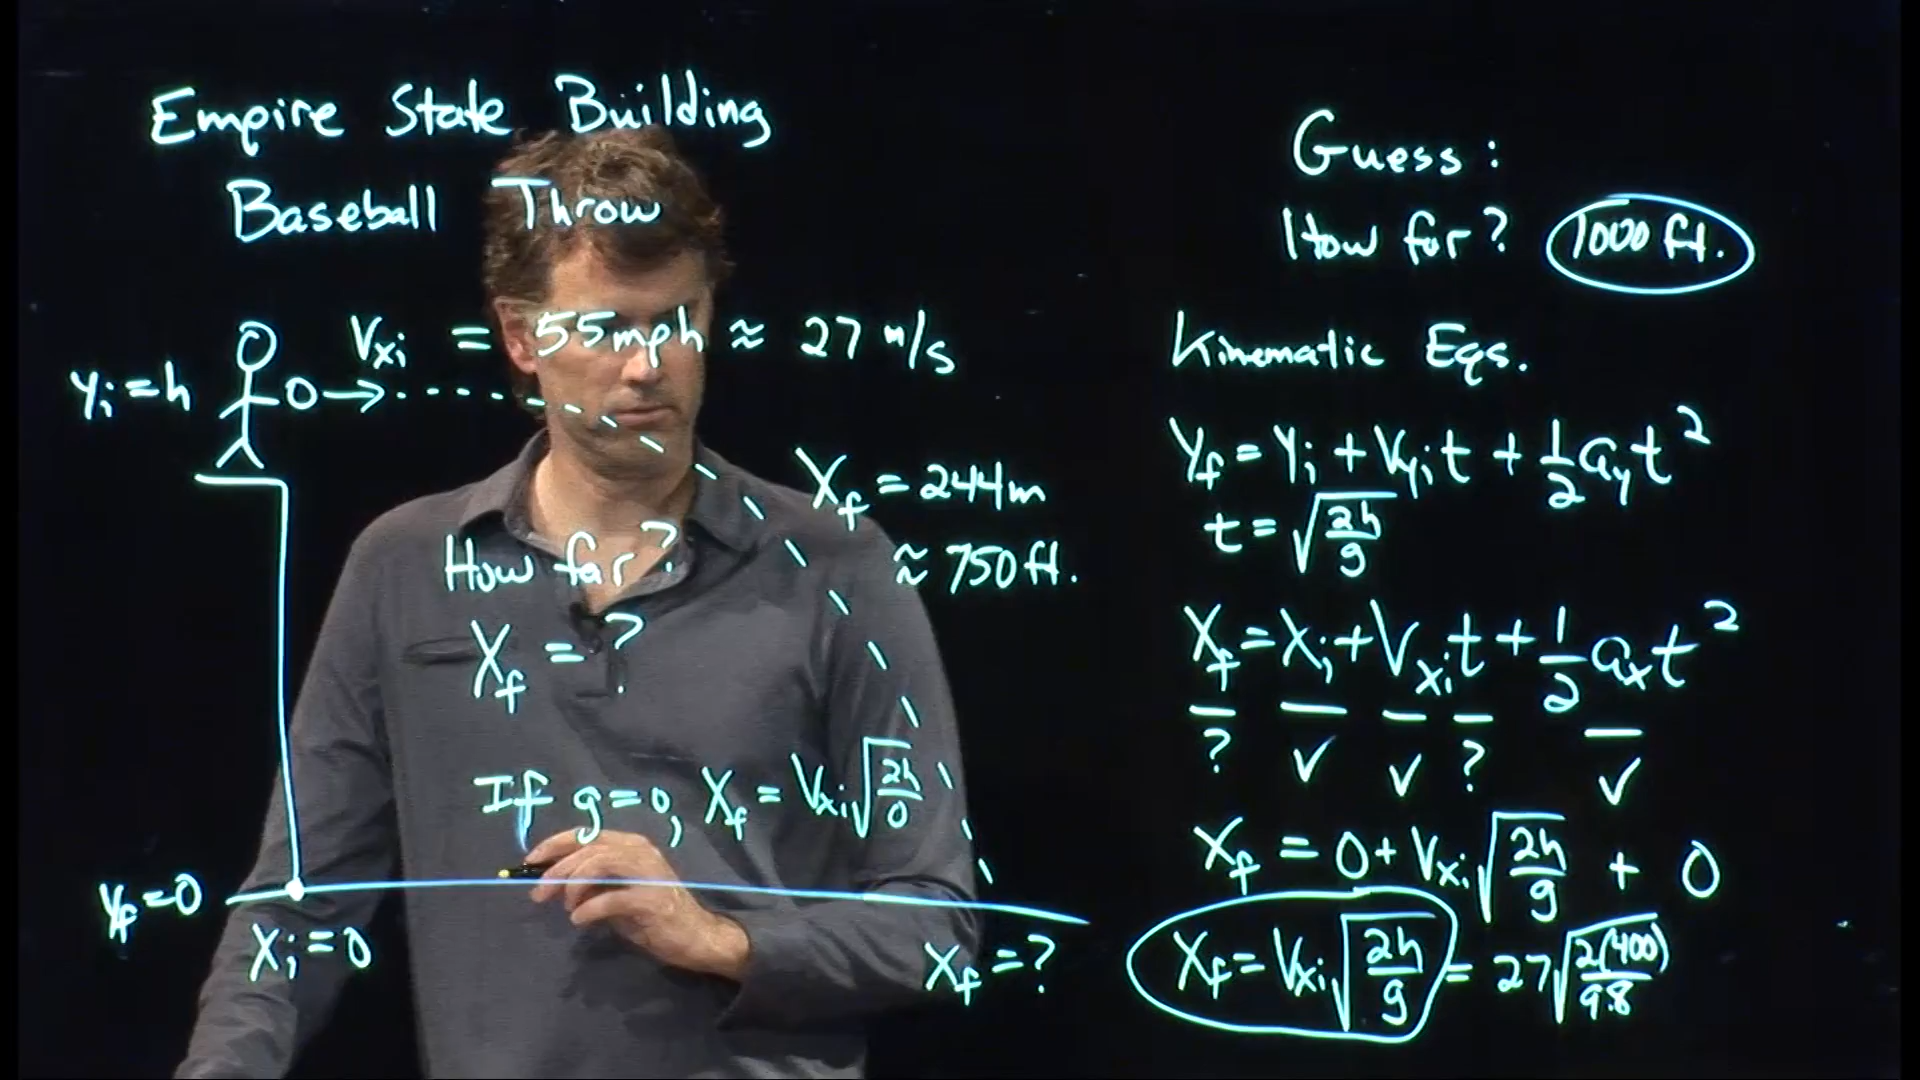 Empire State Building
Baseball Throw
Vxi = 55mph ≈ 27 m/s
yi = h
Xf = 244m
≈ 750 ft.
How far?
Xf = ?
If g=0, Xf = Vxi √(2h/0)
Yf = 0
Xi = 0
Xf = ?
Guess:
How far? 1000 ft.
Kinematic Eqs.
Yf = Yi + Vyi t + 1/2 ay t²
t = √(2h/g)
Xf = Xi + Vxi t + 1/2 ax t²
? ✓ ✓ ? ✓
Xf = 0 + Vxi √(2h/g) + 0
Xf = Vxi √(2h/g) = 27 √(2(400)/9.8)